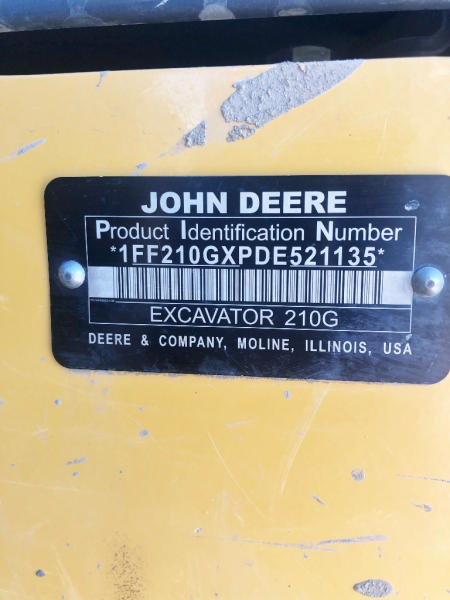 JOHN DEERE
Product Identification Number
*1FF210GXPDE521135*
EXCAVATOR 210G
DEERE & COMPANY, MOLINE, ILLINOIS, USA